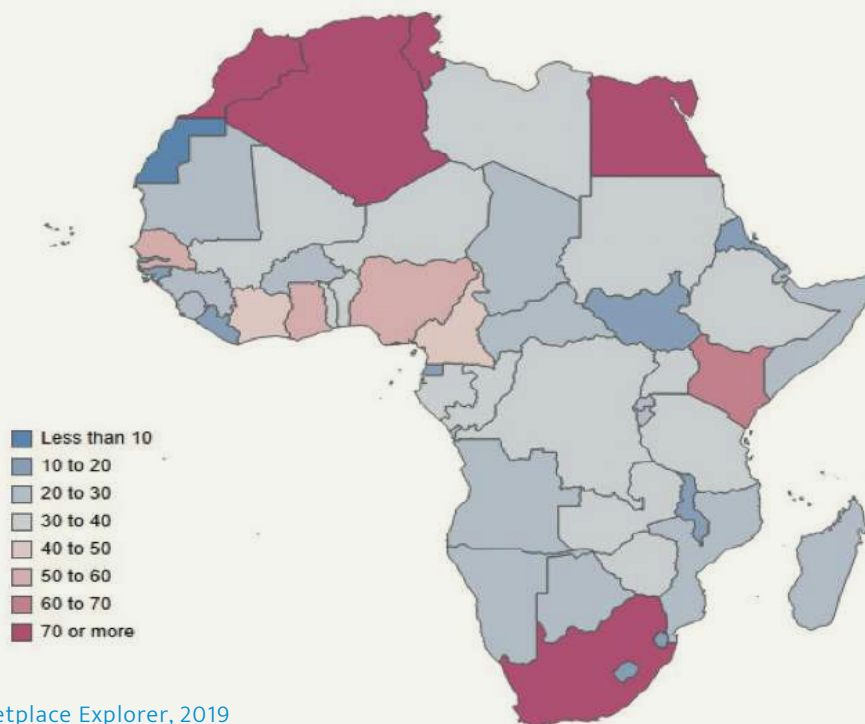 Less than 10
10 to 20
20 to 30
30 to 40
40 to 50
50 to 60
60 to 70
70 or more
etplace Explorer, 2019